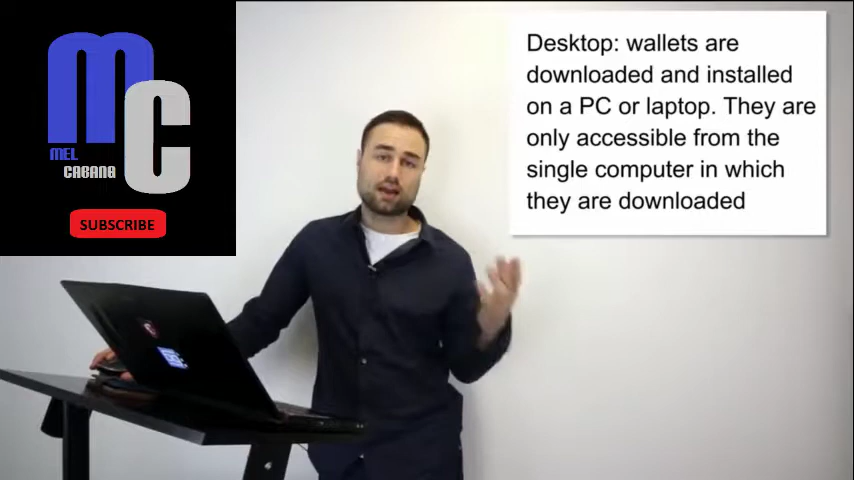 MC
MEL
CABANA
SUBSCRIBE
Desktop: wallets are
downloaded and installed
on a PC or laptop. They are
only accessible from the
single computer in which
they are downloaded